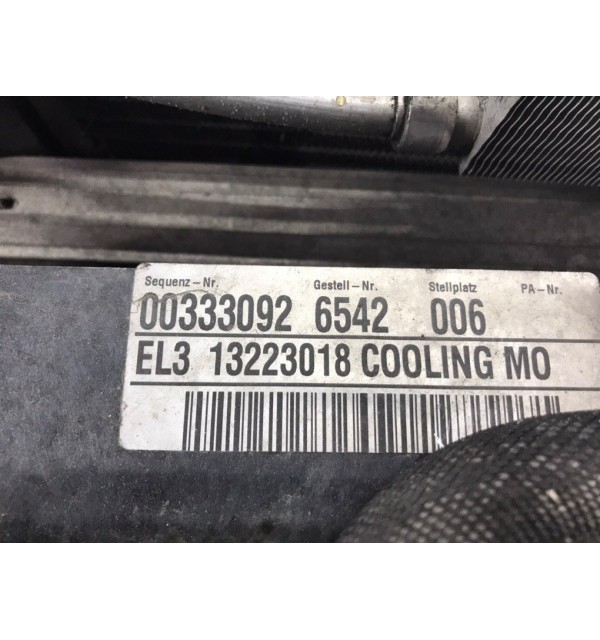 Sequenz-Nr. Gestell-Nr. Stellplatz PA-Nr.
00333092 6542 006
EL3 13223018 COOLING MO